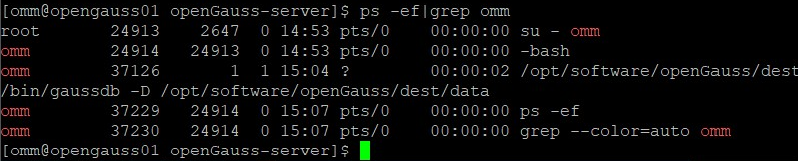 [omm@opengauss01 openGauss-server]$ ps -ef|grep omm
root     24913  2647  0 14:53 pts/0    00:00:00 su - omm
omm      24914 24913  0 14:53 pts/0    00:00:00 -bash
omm      37126     1  1 15:04 ?        00:00:02 /opt/software/openGauss/dest
/bin/gaussdb -D /opt/software/openGauss/dest/data
omm      37229 24914  0 15:07 pts/0    00:00:00 ps -ef
omm      37230 24914  0 15:07 pts/0    00:00:00 grep --color=auto omm
[omm@opengauss01 openGauss-server]$